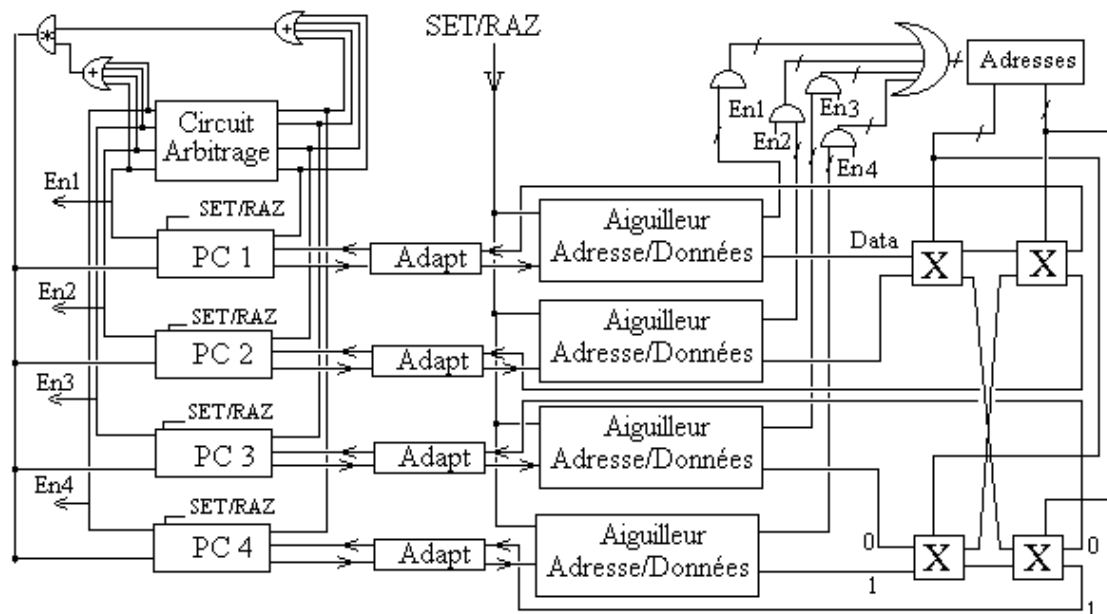 SET/RAZ
*
+
+
Adresses
En1
En2
En3
En4
Circuit
Arbitrage
En1
SET/RAZ
PC 1
Adapt
Aiguilleur
Adresse/Données
Data
X
X
En2
SET/RAZ
PC 2
Adapt
Aiguilleur
Adresse/Données
En3
SET/RAZ
PC 3
Adapt
Aiguilleur
Adresse/Données
En4
SET/RAZ
PC 4
Adapt
Aiguilleur
Adresse/Données
0
1
X
X
0
1